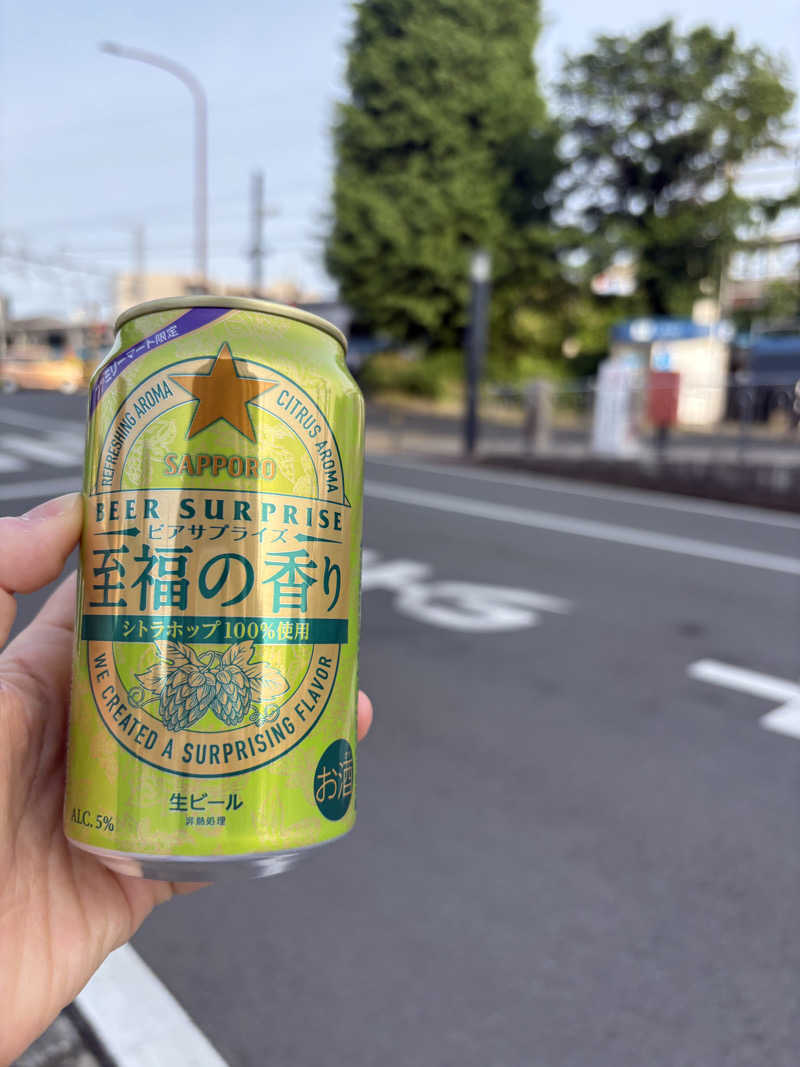 ァミリーマート限定
REFRESHING AROMA
CITRUS AROMA
SAPPORO
BEER SURPRISE
ビアサプライズ
至福の香り
シトラホップ100%使用
WE CREATED A SURPRISING FLAVOR
お酒
生ビール
非熱処理
ALC. 5%